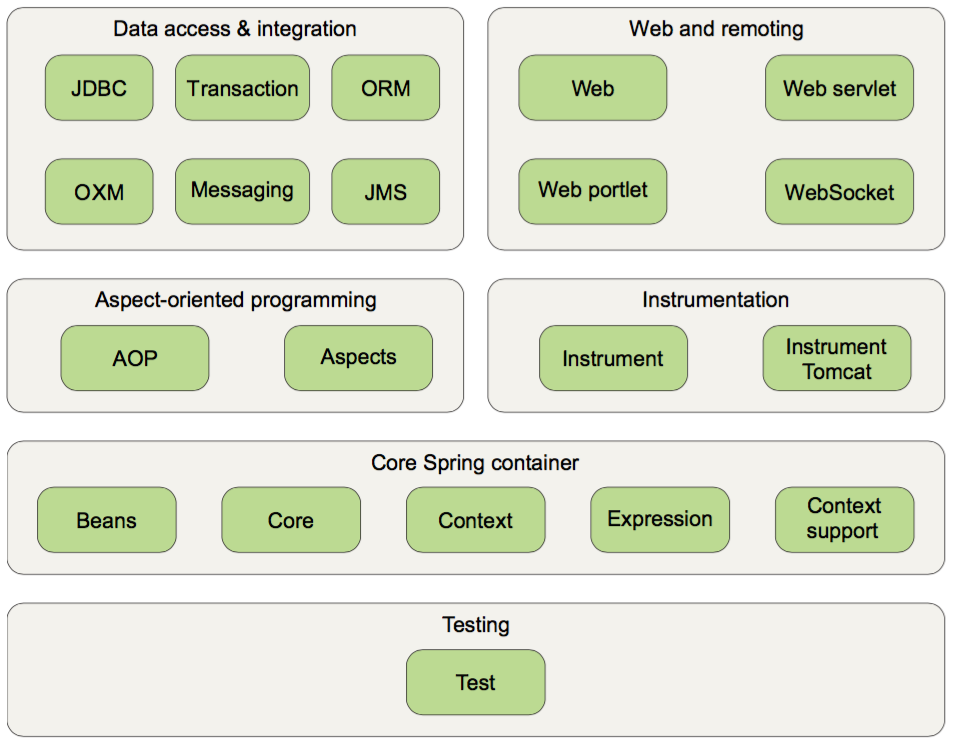 Data access & integration
JDBC
Transaction
ORM
OXM
Messaging
JMS
Web and remoting
Web
Web servlet
Web portlet
WebSocket
Aspect-oriented programming
AOP
Aspects
Instrumentation
Instrument
Instrument
Tomcat
Core Spring container
Beans
Core
Context
Expression
Context
support
Testing
Test